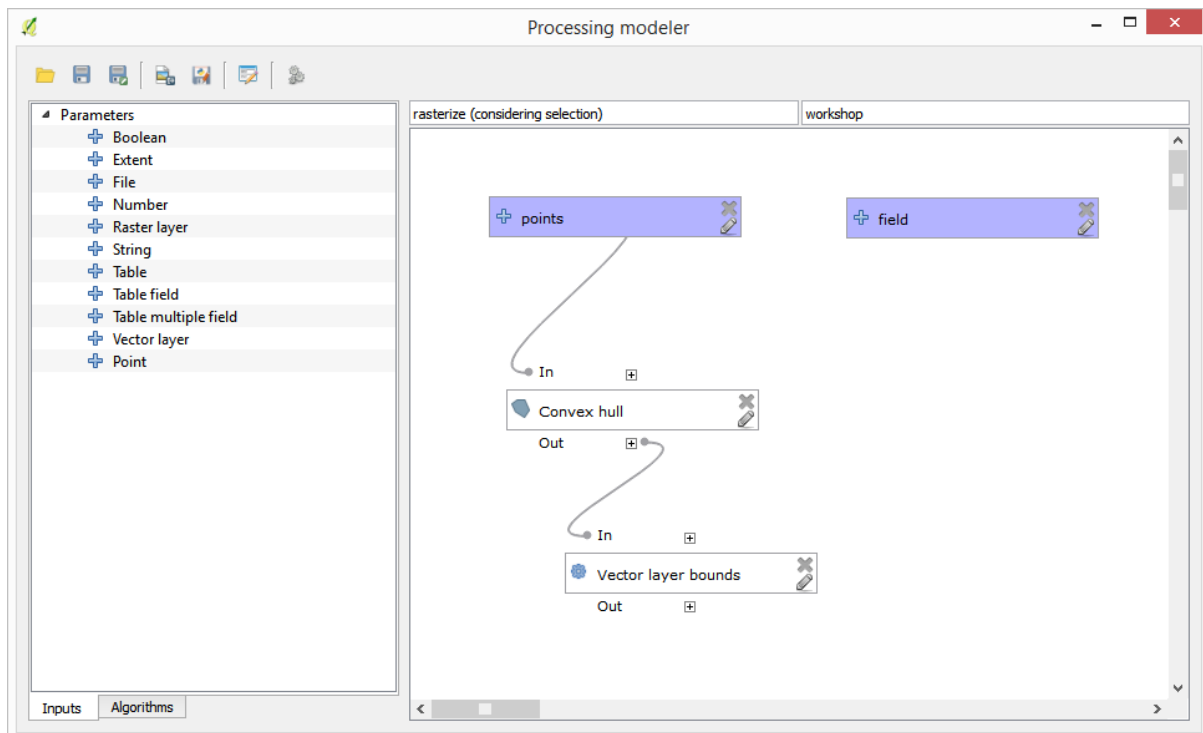 Processing modeler
Parameters
Boolean
Extent
File
Number
Raster layer
String
Table
Table field
Table multiple field
Vector layer
Point
Inputs
Algorithms
rasterize (considering selection)
workshop
points
field
In
Convex hull
Out
In
Vector layer bounds
Out